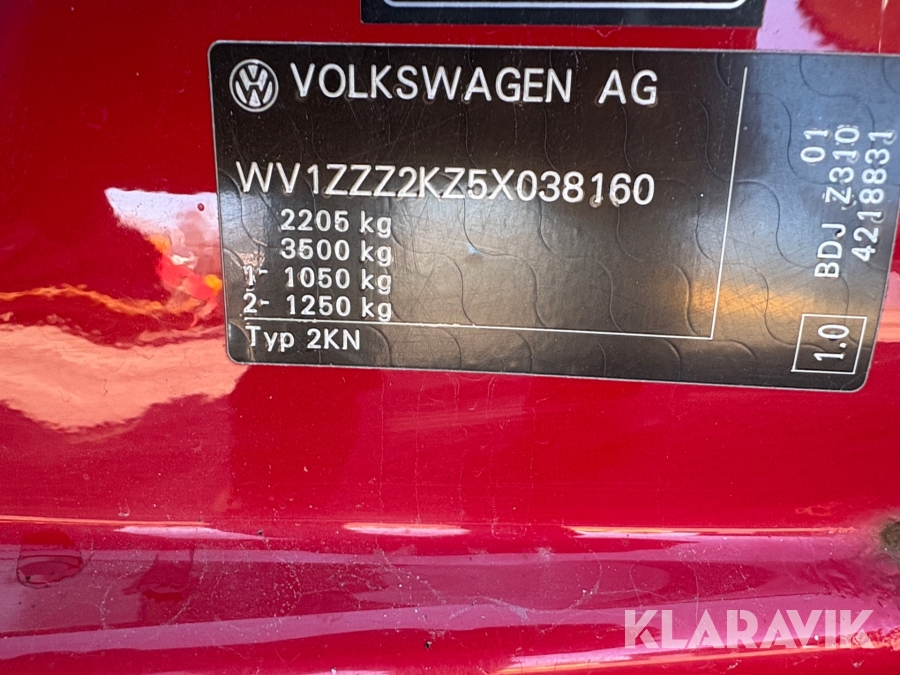 VOLKSWAGEN AG
WV1ZZZ2KZ5X038160
2205 kg
3500 kg
1- 1050 kg
2- 1250 kg
Typ 2KN
01
BDJ Z310
4218831
1.0
KLARAVIK